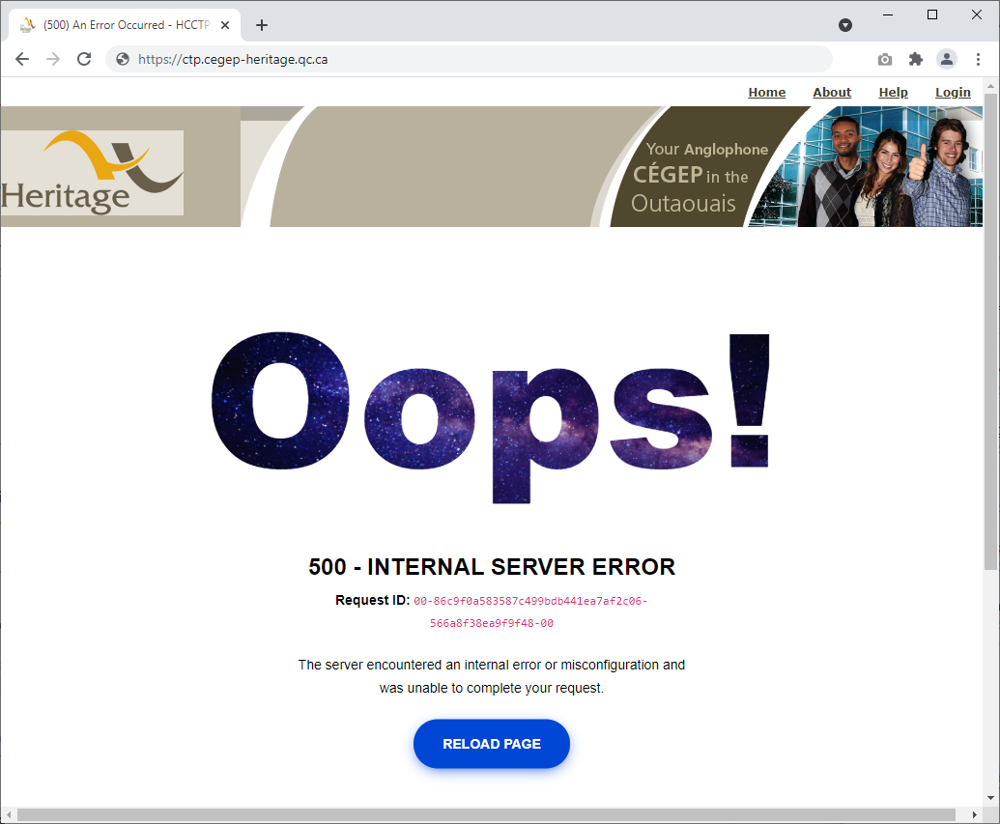 (500) An Error Occurred - HCCTP
https://ctp.cegep-heritage.qc.ca
Home About Help Login
Heritage
Your Anglophone
CÉGEP in the
Outaouais
Oops!
500 - INTERNAL SERVER ERROR
Request ID: 00-86c9f0a583587c499bdb441ea7af2c06-
566a8f38ea9f9f48-00
The server encountered an internal error or misconfiguration and
was unable to complete your request.
RELOAD PAGE